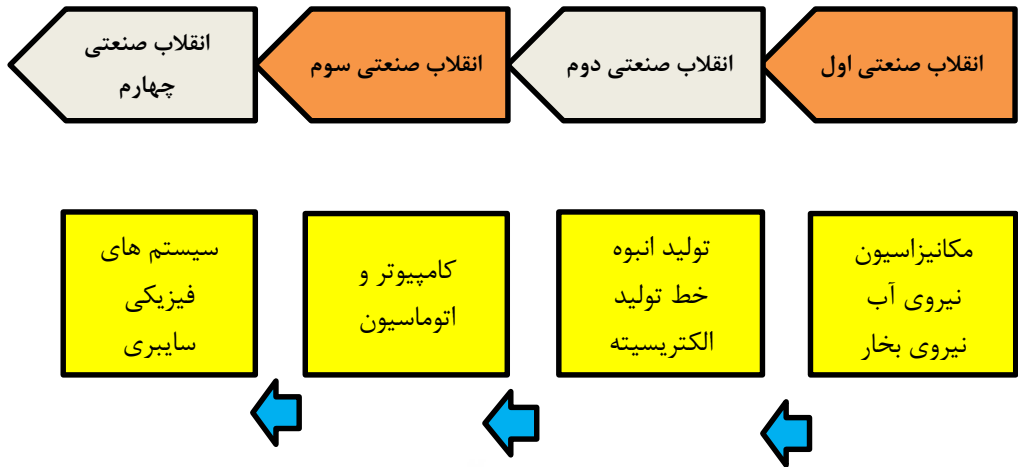 انقلاب صنعتی اول
انقلاب صنعتی دوم
انقلاب صنعتی سوم
انقلاب صنعتی
چهارم
مکانیزاسیون
نیروی آب
نیروی بخار
تولید انبوه
خط تولید
الکتریسیته
کامپیوتر و
اتوماسیون
سیستم های
فیزیکی
سایبری